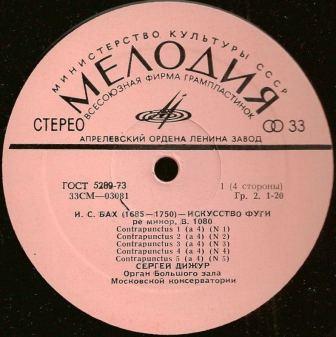 МИНИСТЕРСТВО КУЛЬТУРЫ СССР
МЕЛОДИЯ
ВСЕСОЮЗНАЯ ФИРМА ГРАМПЛАСТИНОК
СТЕРЕО
33
АПРЕЛЕВСКИЙ ОРДЕНА ЛЕНИНА ЗАВОД
ГОСТ 5289-73
33СМ—03081
1 (4 стороны)
Гр. 2. 1-20
И. С. БАХ (1685—1750)—ИСКУССТВО ФУГИ
ре минор, В. 1080
Contrapunctus 1 (a 4) (N 1)
Contrapunctus 2 (a 4) (N 2)
Contrapunctus 3 (a 4) (N 3)
Contrapunctus 4 (a 4) (N 4)
Contrapunctus 5 (a 4) (N 5)
СЕРГЕЙ ДИЖУР
Орган Большого зала
Московской консерватории